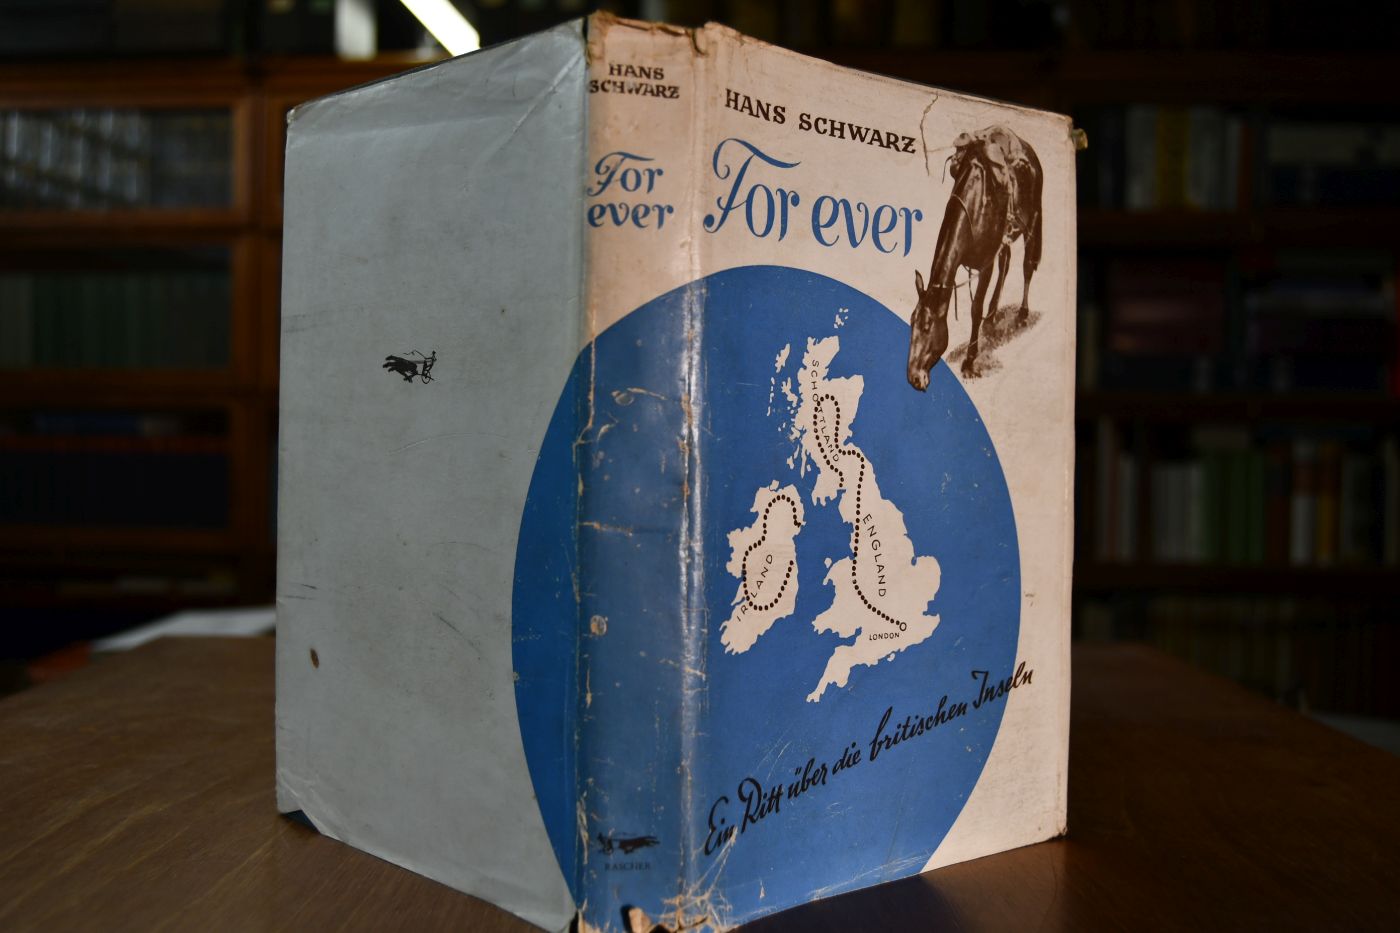 HANS
SCHWARZ
For
ever
RASCHER
HANS SCHWARZ
For ever
SCHOTTLAND
ENGLAND
IRLAND
LONDON
Ein Ritt über die britischen Inseln